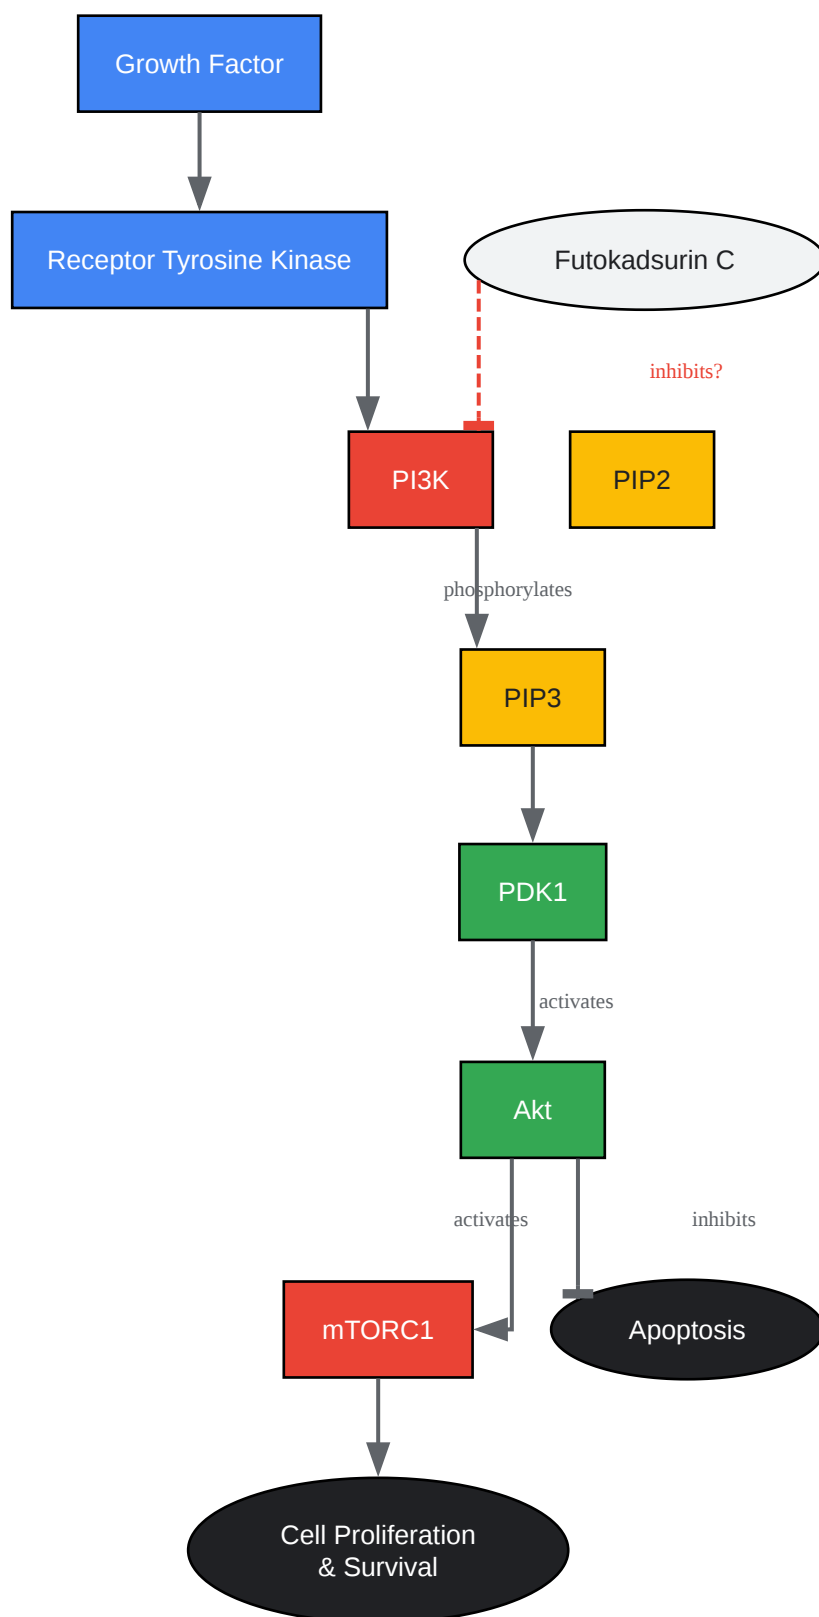 Growth Factor
Receptor Tyrosine Kinase
Futokadsurin C
inhibits?
PI3K
PIP2
phosphorylates
PIP3
PDK1
activates
Akt
activates
inhibits
mTORC1
Apoptosis
Cell Proliferation
& Survival